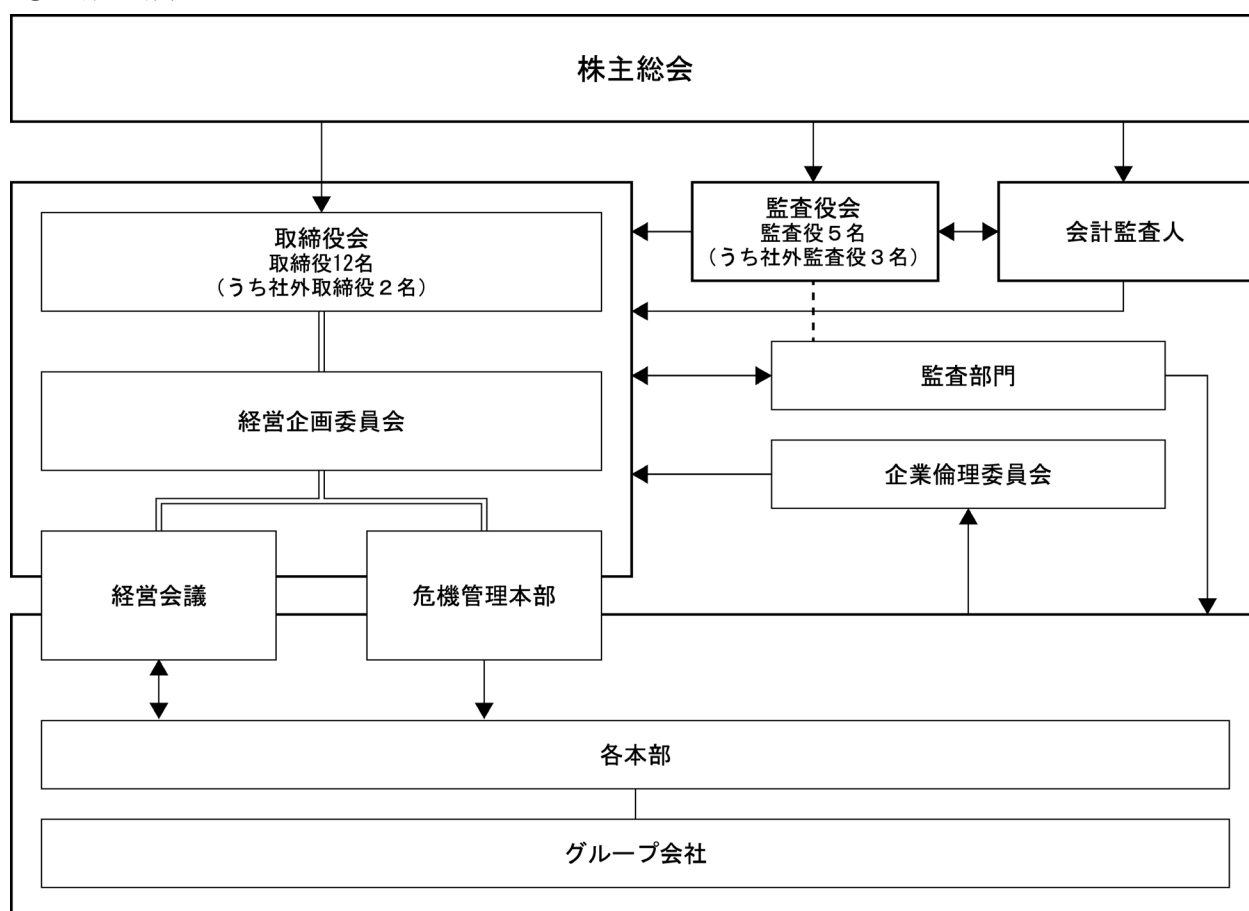 株主総会
取締役会
取締役12名
（うち社外取締役２名）
監査役会
監査役５名
（うち社外監査役３名）
会計監査人
監査部門
経営企画委員会
企業倫理委員会
経営会議
危機管理本部
各本部
グループ会社